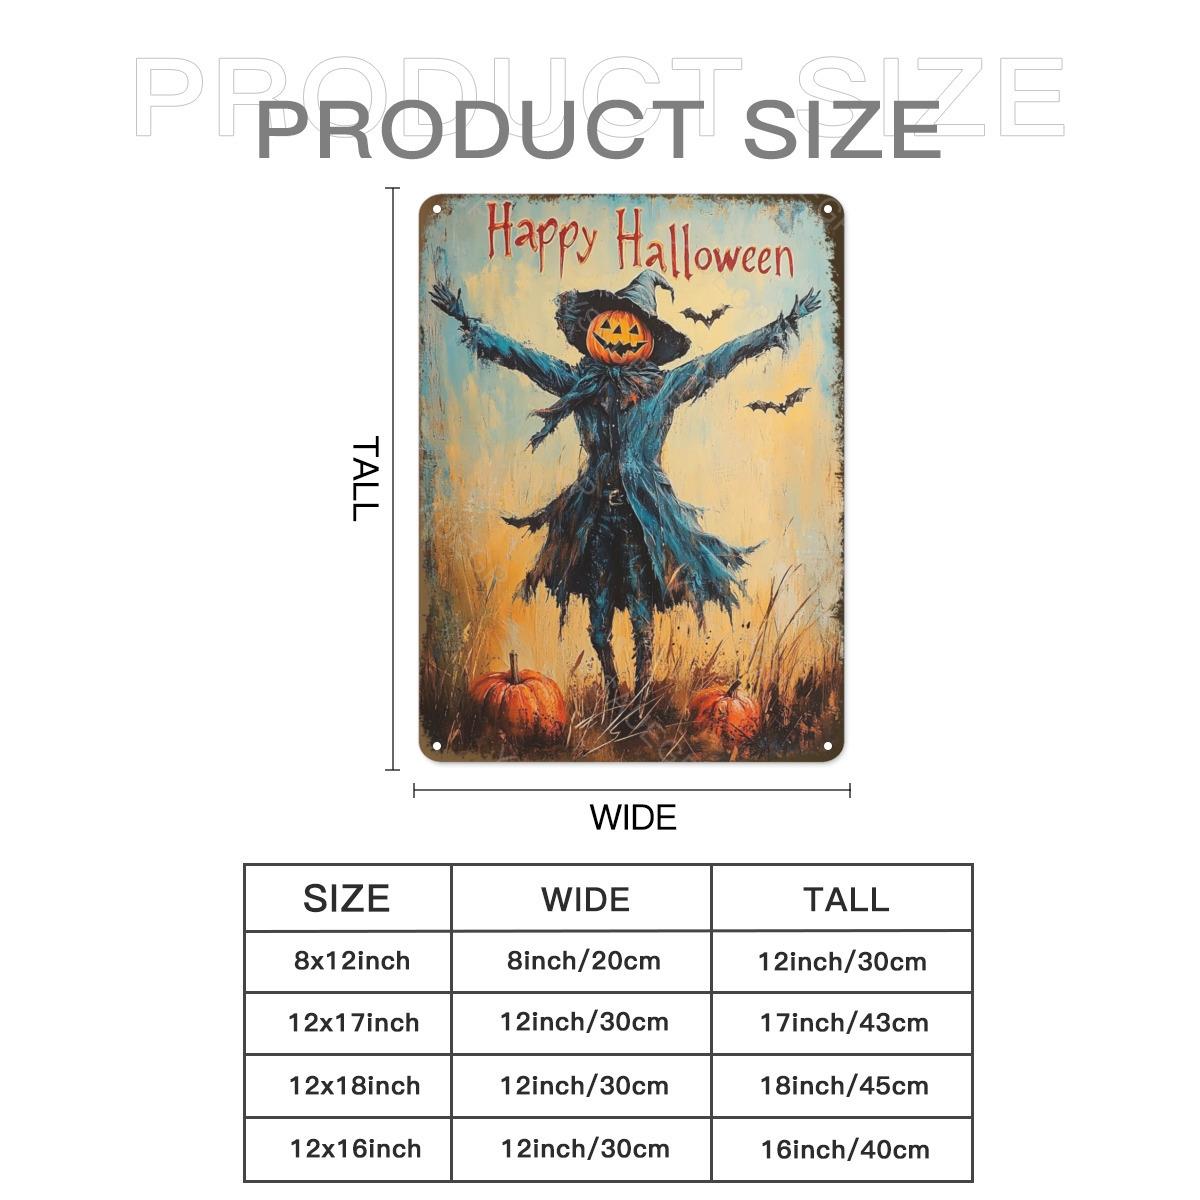 PRODUCT SIZE
PRODUCT SIZE
Happy Halloween
TALL
WIDE
SIZE WIDE TALL
8x12inch 8inch/20cm 12inch/30cm
12x17inch 12inch/30cm 17inch/43cm
12x18inch 12inch/30cm 18inch/45cm
12x16inch 12inch/30cm 16inch/40cm